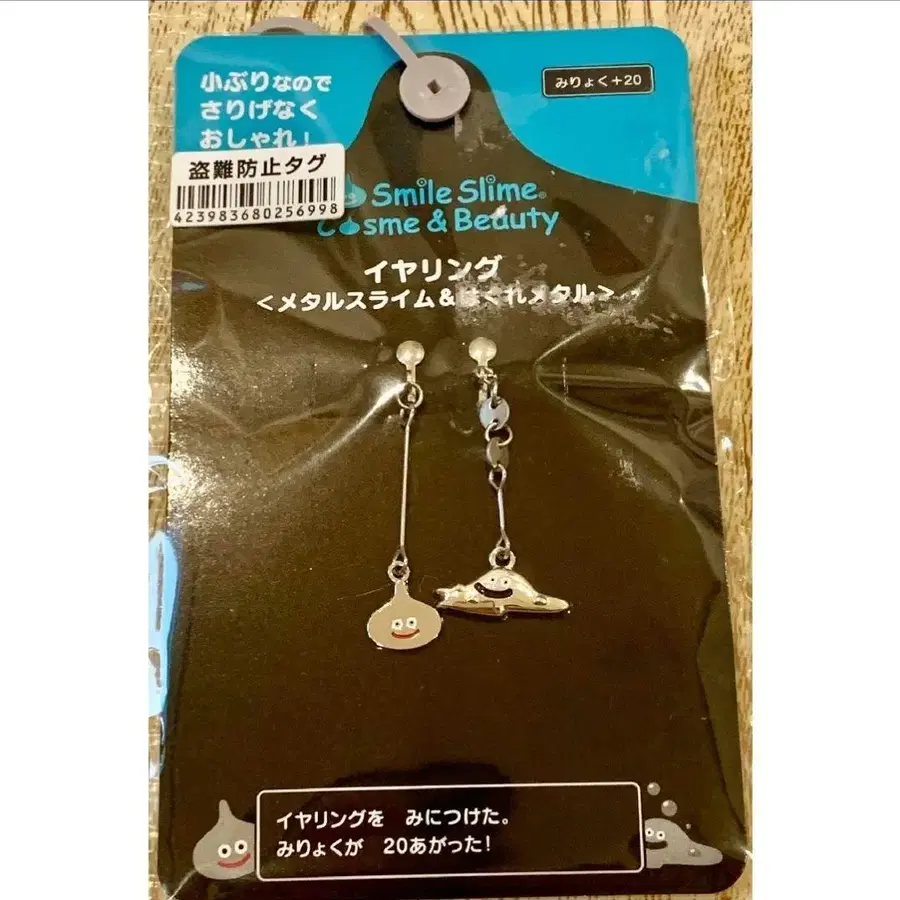 小ぶりなので
さりげなく
おしゃれ」
みりょく+20
盗難防止タグ
423983680256998
Smile Slime®
Cosme & Beauty
イヤリング
<メタルスライム&はぐれメタル>
イヤリングを みにつけた。
みりょくが 20あがった!